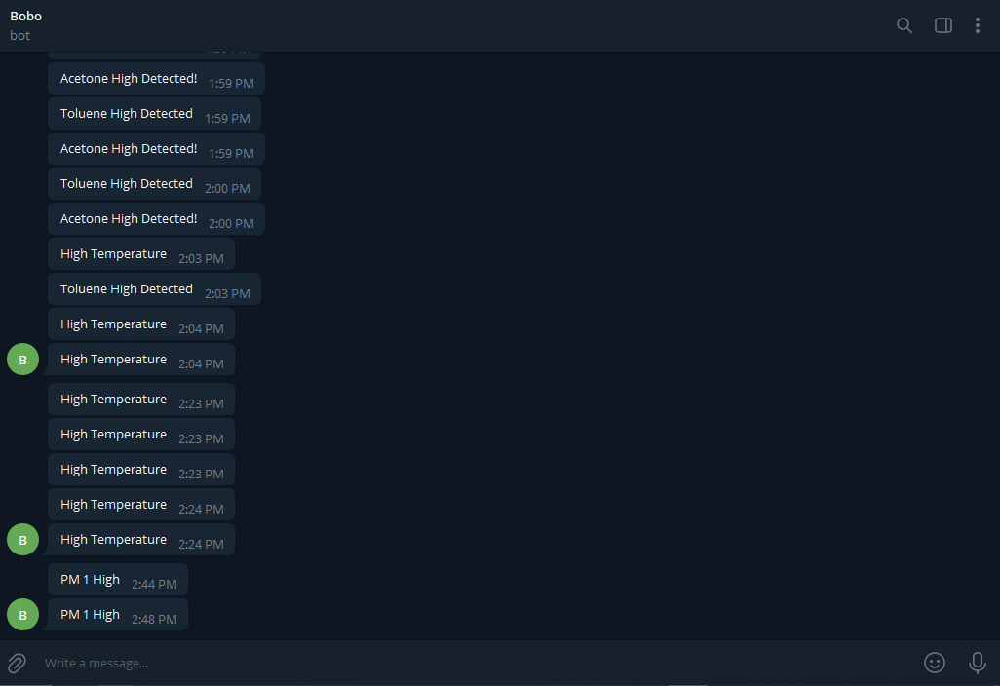 Bobo
bot
Acetone High Detected! 1:59 PM
Toluene High Detected 1:59 PM
Acetone High Detected! 1:59 PM
Toluene High Detected 2:00 PM
Acetone High Detected! 2:00 PM
High Temperature 2:03 PM
Toluene High Detected 2:03 PM
High Temperature 2:04 PM
B High Temperature 2:04 PM
High Temperature 2:23 PM
High Temperature 2:23 PM
High Temperature 2:23 PM
High Temperature 2:24 PM
B High Temperature 2:24 PM
PM 1 High 2:44 PM
B PM 1 High 2:48 PM
Write a message...